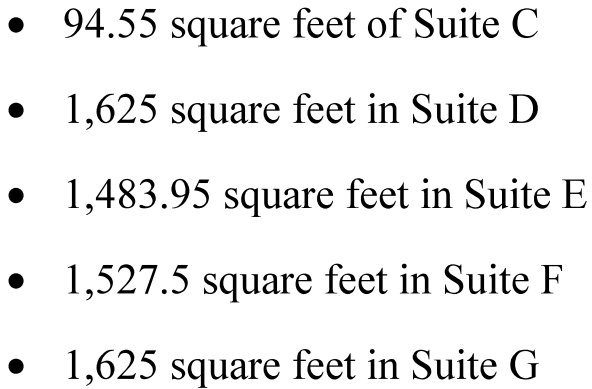 • 94.55 square feet of Suite C
• 1,625 square feet in Suite D
• 1,483.95 square feet in Suite E
• 1,527.5 square feet in Suite F
• 1,625 square feet in Suite G